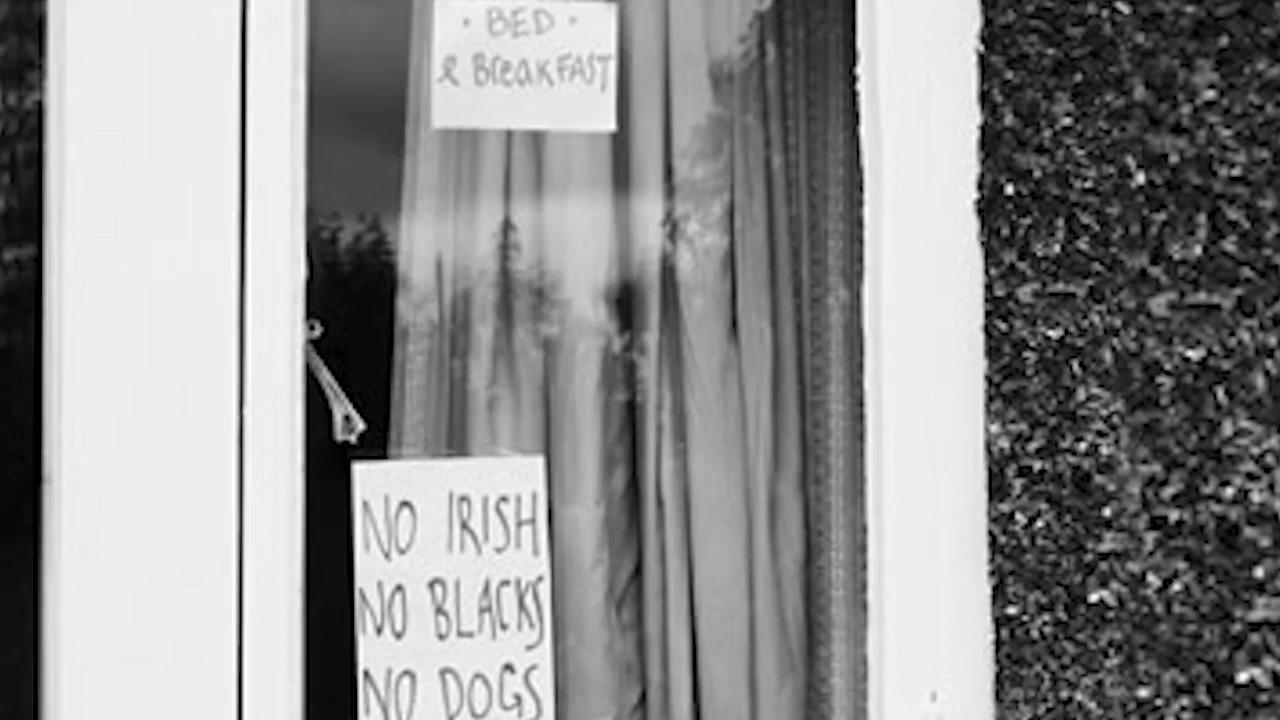 · BED ·
& BreakFAST
NO IRISH
NO BLACKS
NO DOGS